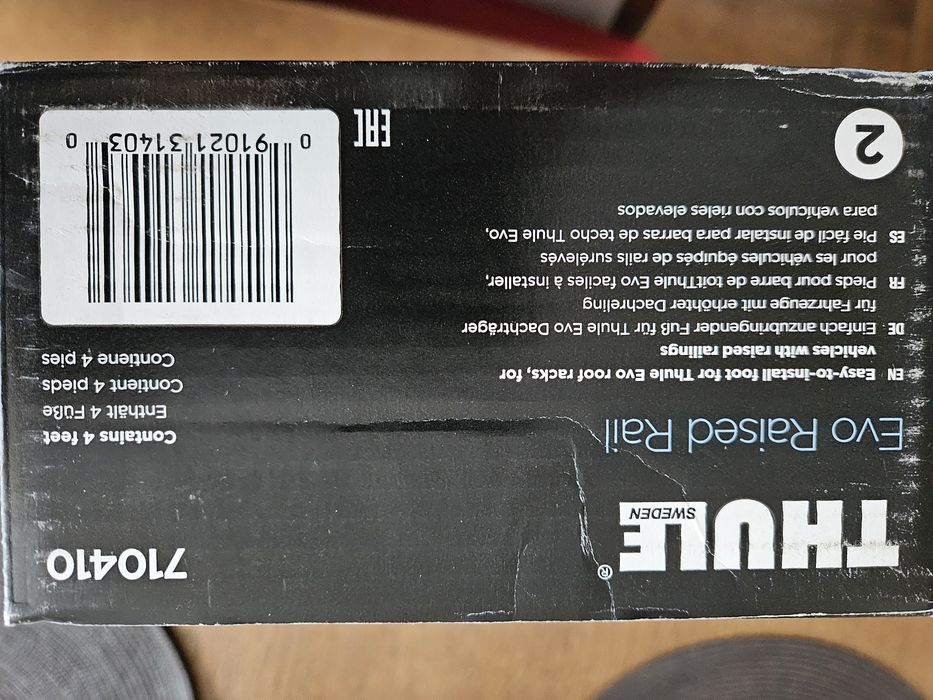 THULE®
SWEDEN
710410
Evo Raised Rail
Contains 4 feet
Enthält 4 Füße
Contient 4 pieds
Contiene 4 pies
EN Easy-to-install foot for Thule Evo roof racks, for
vehicles with raised railings
DE Einfach anzubringender Fuß für Thule Evo Dachträger
für Fahrzeuge mit erhöhter Dachreling
FR Pieds pour barre de toitThule Evo faciles à installer,
pour les véhicules équipés de rails surélevés
ES Pie fácil de instalar para barras de techo Thule Evo,
para vehículos con rieles elevados
2
EAC
0 91021 31403 0